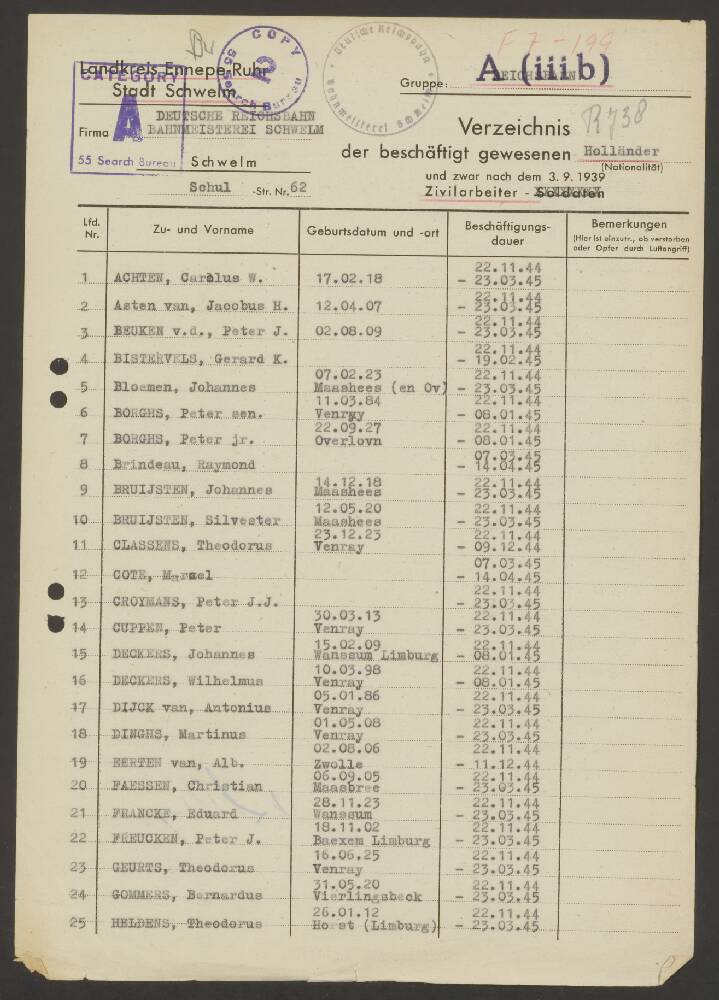 Br
COPY
2
55
Search Bureau
Deutsche Reichsbahn
Bahnmeisterei Schwelm
F 7 - 199
Landkreis Ennepe-Ruhr
CATEGORY
A
Stadt Schwelm
Gruppe:
REICHSBAHN
A (iiib)
DEUTSCHE REICHSBAHN
Firma BAHNMEISTEREI SCHWELM
R 738
Verzeichnis
der beschäftigt gewesenen Holländer
(Nationalität)
55 Search Bureau
Schwelm
und zwar nach dem 3.9.1939
Schul -Str. Nr. 62
Zivilarbeiter - Soldaten
Lfd. Nr.
Zu- und Vorname
Geburtsdatum und -ort
Beschäftigungs-
dauer
Bemerkungen
(Hier ist einzutr., ob verstorben
oder Opfer durch Luftangriff)
1 ACHTEN, Carolus W. 17.02.18 22.11.44 - 23.03.45
2 Asten van, Jacobus H. 12.04.07 22.11.44 - 23.03.45
3 BEUKEN v.d., Peter J. 02.08.09 22.11.44 - 23.03.45
4 BISTERVELS, Gerard K. 22.11.44 - 19.02.45
5 Bloemen, Johannes 07.02.23 Maashees (en Ov) 22.11.44 - 23.03.45
6 BORGHS, Peter sen. 11.03.84 Venray 22.11.44 - 08.01.45
7 BORGHS, Peter jr. 22.09.27 Overlovn 22.11.44 - 08.01.45
8 Brindeau, Raymond 07.03.45 - 14.04.45
9 BRUIJSTEN, Johannes 14.12.18 Maashees 22.11.44 - 23.03.45
10 BRUIJSTEN, Silvester 12.05.20 Maashees 22.11.44 - 23.03.45
11 CLASSENS, Theodorus 23.12.23 Venray 22.11.44 - 09.12.44
12 COTE, Marcel 07.03.45 - 14.04.45
13 CROYMANS, Peter J.J. 22.11.44 - 23.03.45
14 CUPPEN, Peter 30.03.13 Venray 22.11.44 - 23.03.45
15 DECKERS, Johannes 15.02.09 Wanssum Limburg 22.11.44 - 08.01.45
16 DECKERS, Wilhelmus 10.03.98 Venray 22.11.44 - 08.01.45
17 DIJCK van, Antonius 05.01.86 Venray 22.11.44 - 23.03.45
18 DINGHS, Martinus 01.05.08 Venray 22.11.44 - 23.03.45
19 EERTEN van, Alb. 02.08.06 Zwolle 22.11.44 - 11.12.44
20 FAESSEN, Christian 06.09.05 Maasbree 22.11.44 - 23.03.45
21 FRANCKE, Eduard 28.11.23 Wanssum 22.11.44 - 23.03.45
22 FREUCKEN, Peter J. 18.11.02 Baexem Limburg 22.11.44 - 23.03.45
23 GEURTS, Theodorus 16.06.25 Venray 22.11.44 - 23.03.45
24 GOMMERS, Bernardus 31.05.20 Vierlingsbeck 22.11.44 - 23.03.45
25 HELDENS, Theodorus 26.01.12 Horst (Limburg) 22.11.44 - 23.03.45